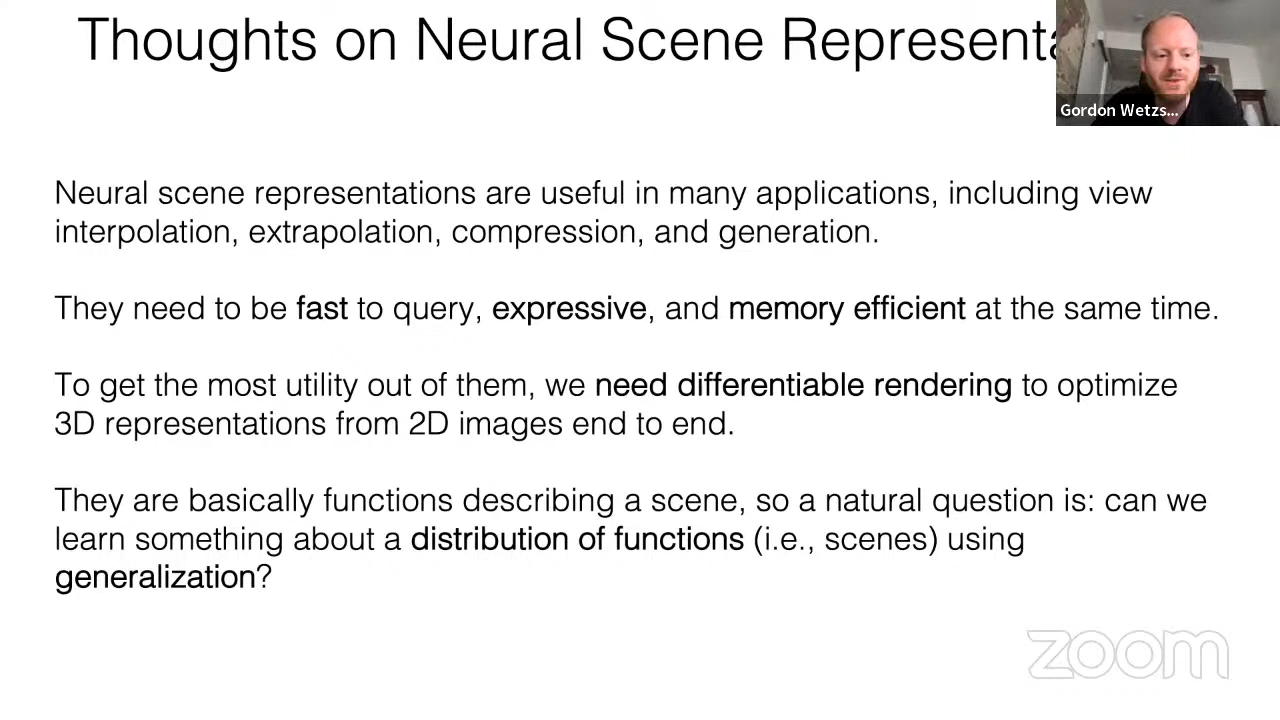 Thoughts on Neural Scene
Gordon Wetzs...
Neural scene representations are useful in many applications, including view
interpolation, extrapolation, compression, and generation.
They need to be fast to query, expressive, and memory efficient at the same time.
To get the most utility out of them, we need differentiable rendering to optimize
3D representations from 2D images end to end.
They are basically functions describing a scene, so a natural question is: can we
learn something about a distribution of functions (i.e., scenes) using
generalization?
zoom